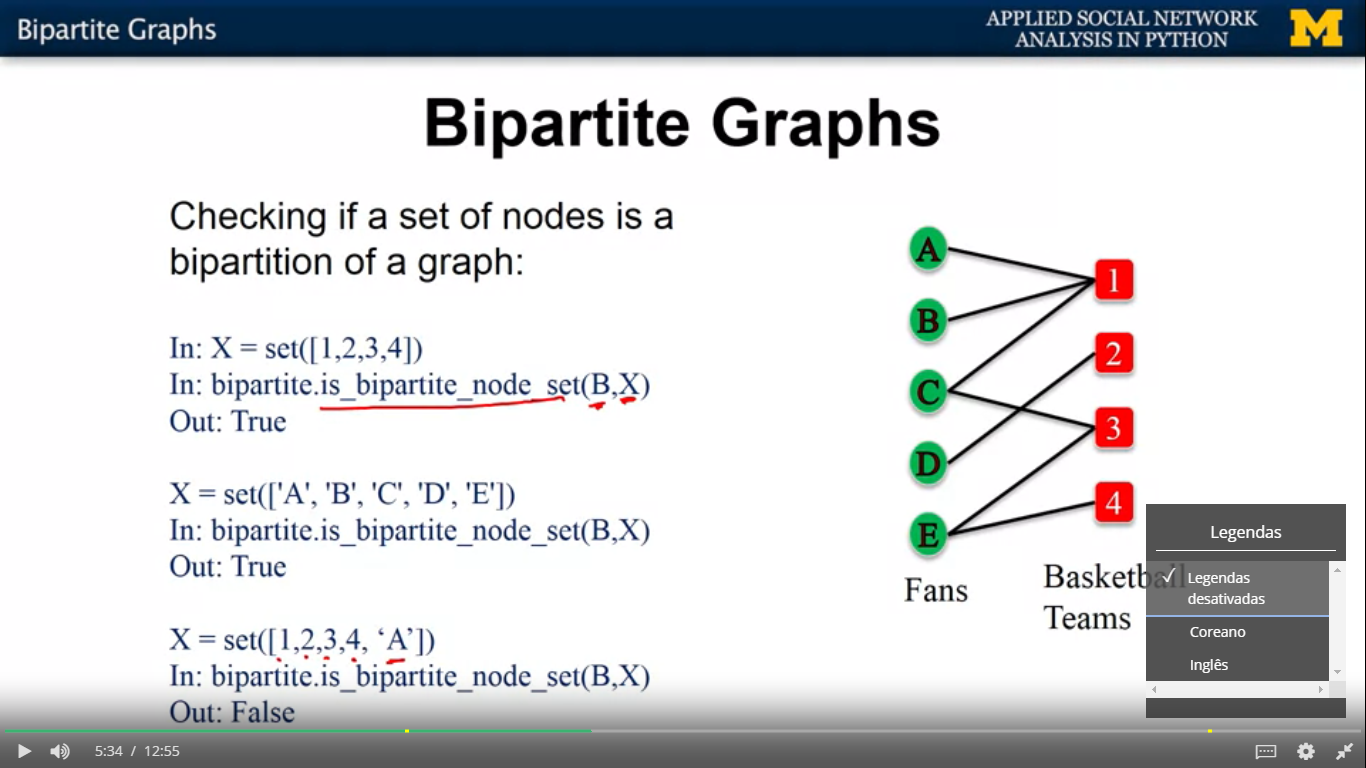 Bipartite Graphs
APPLIED SOCIAL NETWORK
ANALYSIS IN PYTHON
M
Bipartite Graphs
Checking if a set of nodes is a
bipartition of a graph:
In: X = set([1,2,3,4])
In: bipartite.is_bipartite_node_set(B,X)
Out: True
X = set(['A', 'B', 'C', 'D', 'E'])
In: bipartite.is_bipartite_node_set(B,X)
Out: True
X = set([1,2,3,4, ‘A’])
In: bipartite.is_bipartite_node_set(B,X)
Out: False
A
B
C
D
E
Fans
1
2
3
4
Basketball
Teams
Legendas
✓ Legendas
desativadas
Coreano
Inglês
5:34 / 12:55